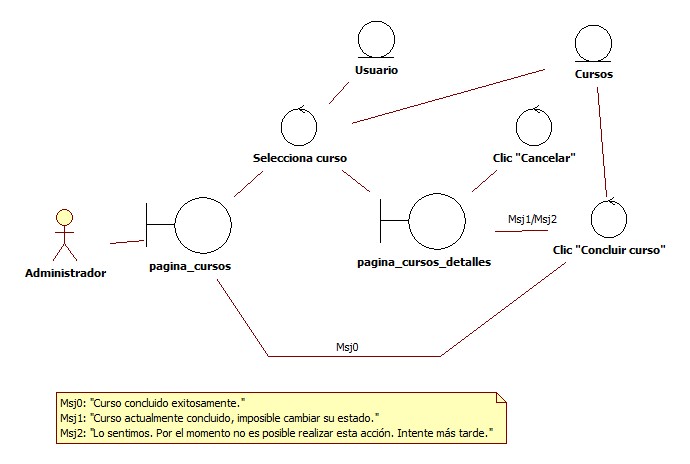 Usuario
Cursos
Selecciona curso
Clic "Cancelar"
Msj1/Msj2
Administrador
pagina_cursos
pagina_cursos_detalles
Clic "Concluir curso"
Msj0
Msj0: "Curso concluido exitosamente."
Msj1: "Curso actualmente concluido, imposible cambiar su estado."
Msj2: "Lo sentimos. Por el momento no es posible realizar esta acción. Intente más tarde."